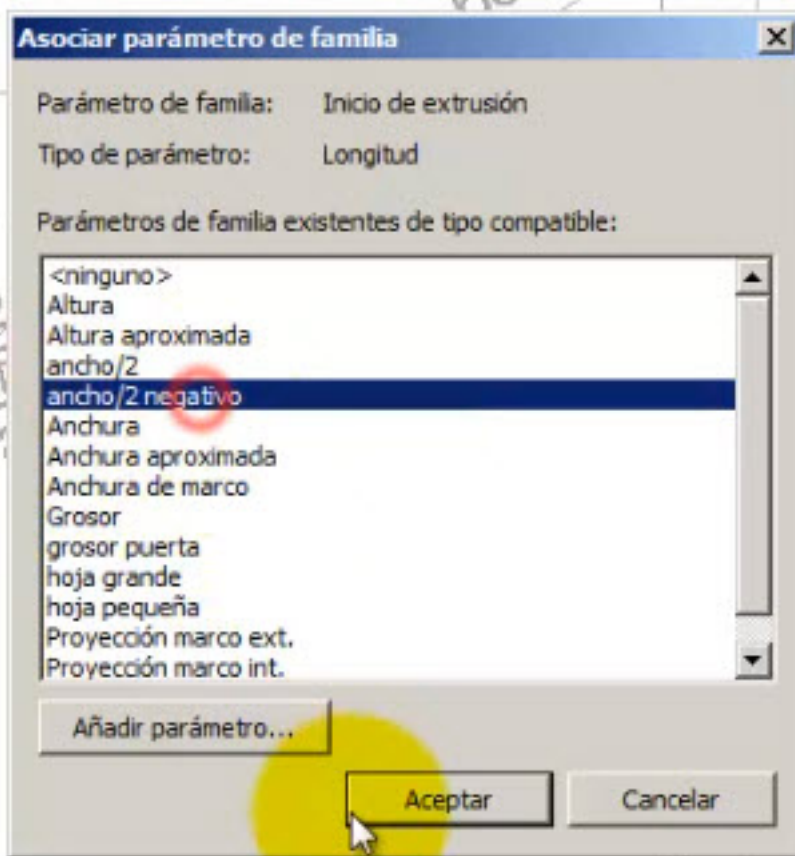 Asociar parámetro de familia
Parámetro de familia: Inicio de extrusión
Tipo de parámetro: Longitud
Parámetros de familia existentes de tipo compatible:
<ninguno>
Altura
Altura aproximada
ancho/2
ancho/2 negativo
Anchura
Anchura aproximada
Anchura de marco
Grosor
grosor puerta
hoja grande
hoja pequeña
Proyección marco ext.
Proyección marco int.
Añadir parámetro...
Aceptar Cancelar